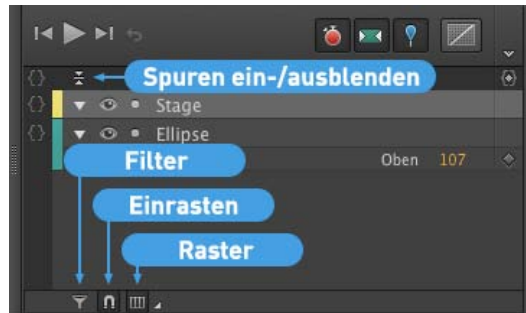 Spuren ein-/ausblenden
Stage
Ellipse
Filter
Oben 107
Einrasten
Raster